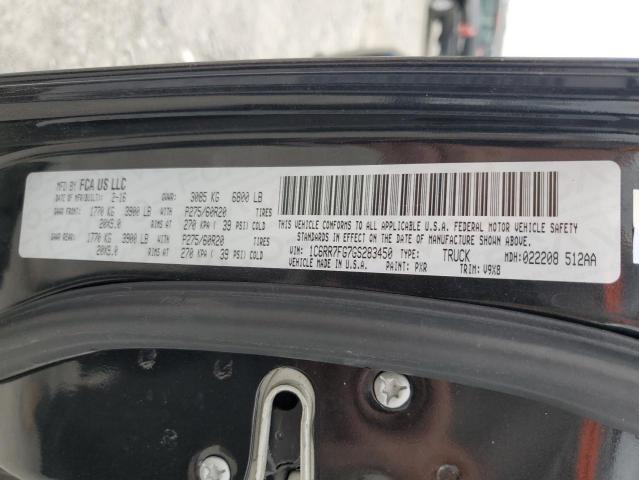 MFD BY FCA US LLC
DATE OF MFR/BUILT: 2-16 GVWR: 3085 KG 6800 LB
GAWR FRONT: 1770 KG 3900 LB WITH P275/60R20 TIRES
20X9.0 RIMS AT 270 KPA ( 39 PSI) COLD
GAWR REAR: 1770 KG 3900 LB WITH P275/60R20 TIRES
20X9.0 RIMS AT 270 KPA ( 39 PSI) COLD
THIS VEHICLE CONFORMS TO ALL APPLICABLE U.S.A. FEDERAL MOTOR VEHICLE SAFETY
STANDARDS IN EFFECT ON THE DATE OF MANUFACTURE SHOWN ABOVE.
VIN: 1C6RR7FG7GS283450 TYPE: TRUCK MDH: 022208 512AA
VEHICLE MADE IN U.S.A. PAINT: PXR TRIM: V9X8